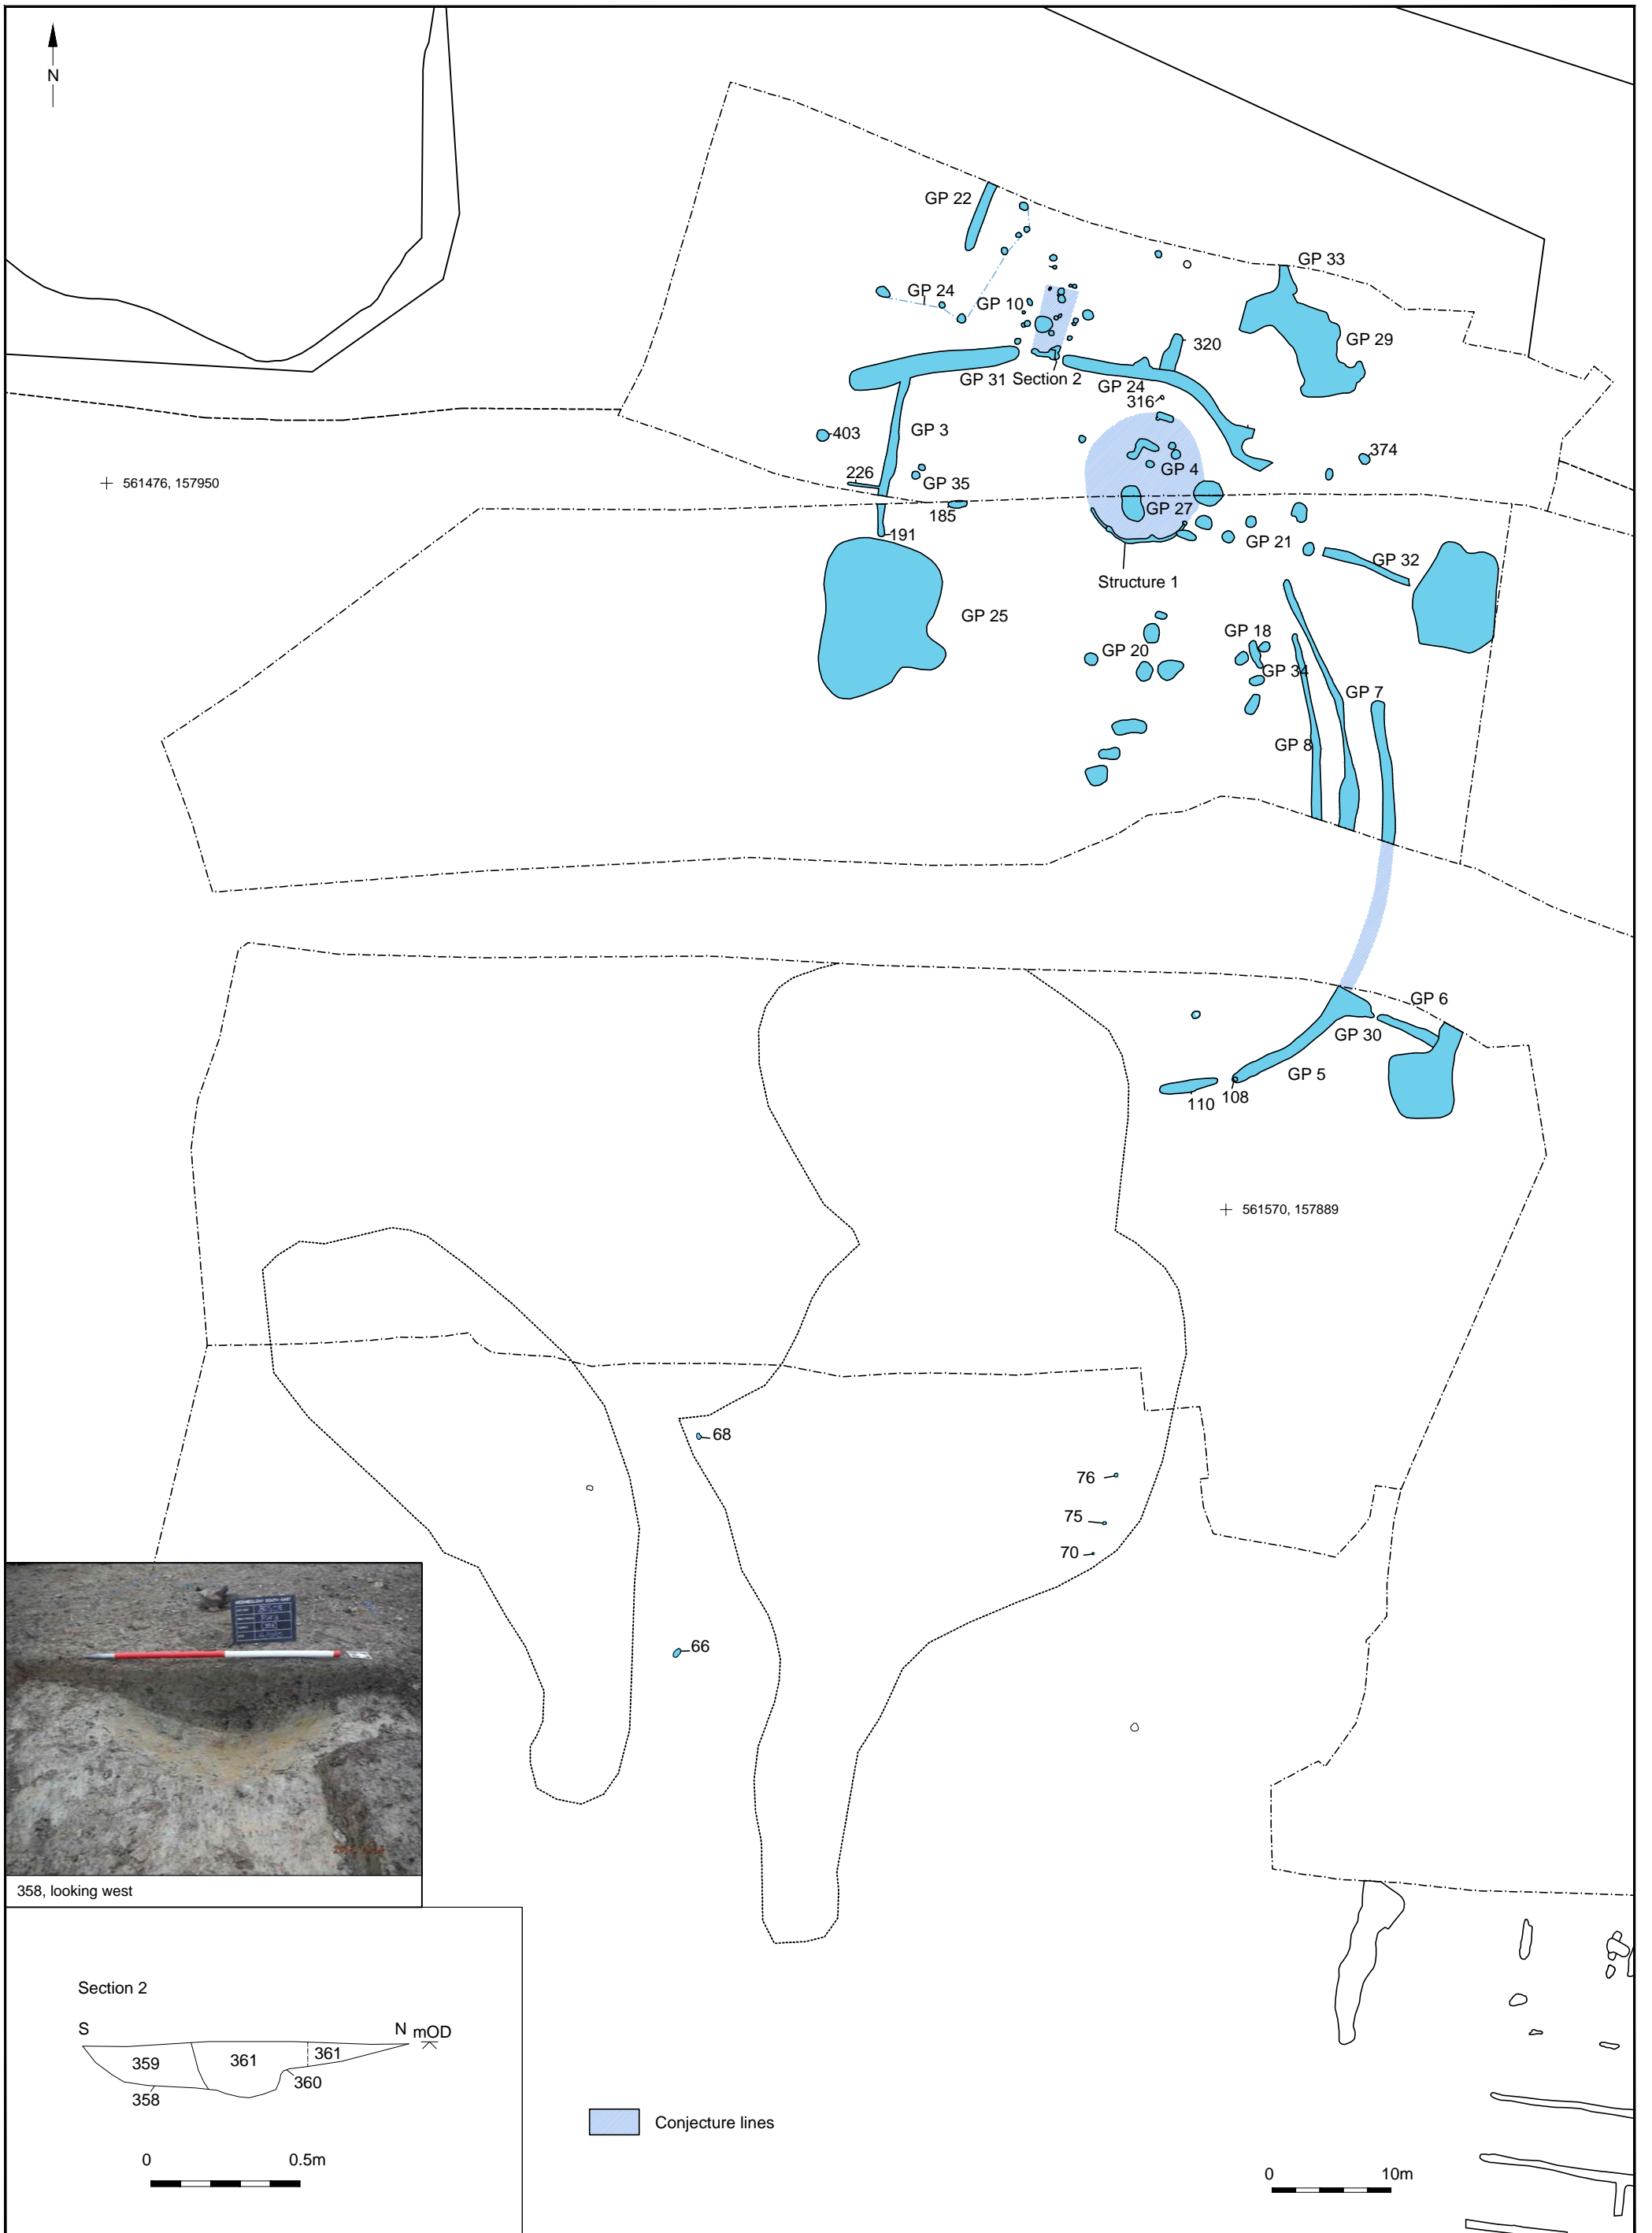 N
GP 22
GP 33
GP 24
GP 10
GP 29
320
GP 31
Section 2
GP 24
316
403
GP 3
374
GP 4
226
GP 35
561476, 157950
185
GP 27
191
GP 21
GP 32
Structure 1
GP 25
GP 18
GP 20
GP 34
GP 7
GP 8
GP 6
GP 30
GP 5
110
108
561570, 157889
68
76
75
70
66
358, looking west
Section 2
S
N
mOD
359
361
361
360
358
0
0.5m
Conjecture lines
0
10m